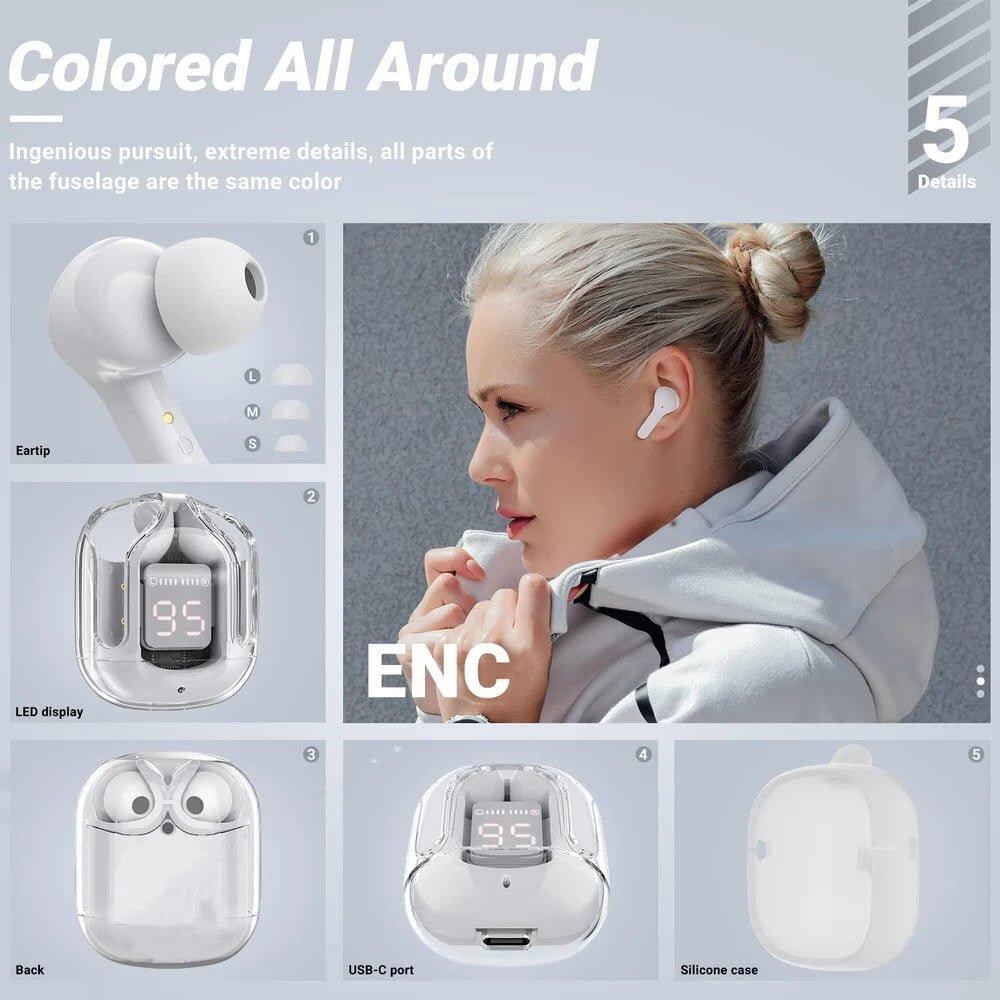 Colored All Around
Ingenious pursuit, extreme details, all parts of
the fuselage are the same color
5
Details
1
L
M
S
Eartip
2
L R
95
LED display
ENC
3
Back
4
L R
95
USB-C port
5
Silicone case